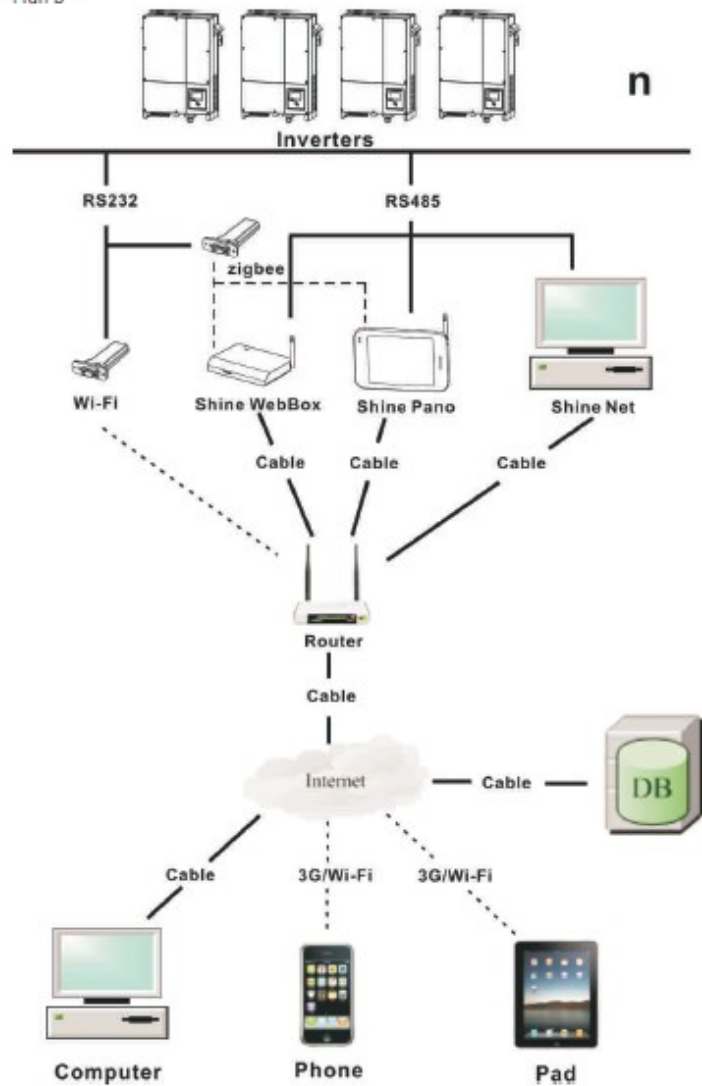 n
Inverters
RS232 RS485
zigbee
Wi-Fi Shine WebBox Shine Pano Shine Net
Cable Cable Cable
Router
Cable
Internet Cable DB
Cable 3G/Wi-Fi 3G/Wi-Fi
Computer Phone Pad